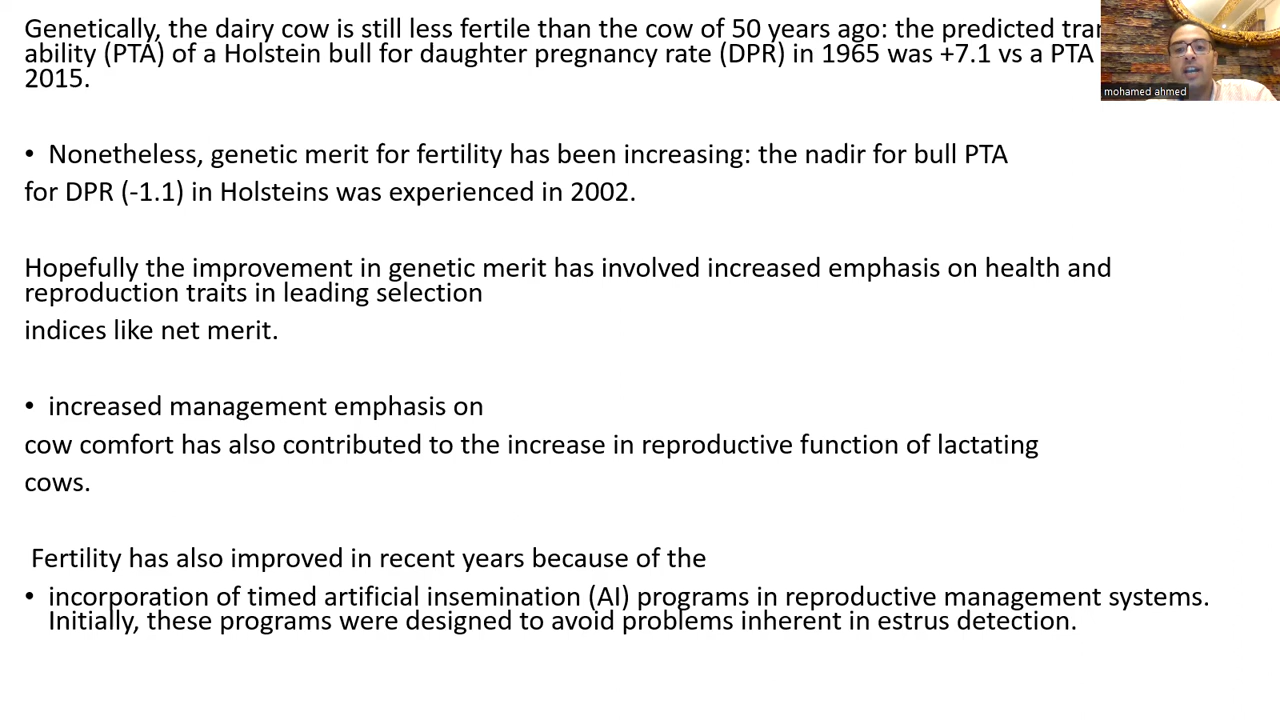 Genetically, the dairy cow is still less fertile than the cow of 50 years ago: the predicted
ability (PTA) of a Holstein bull for daughter pregnancy rate (DPR) in 1965 was +7.1 vs a PTA
2015.
• Nonetheless, genetic merit for fertility has been increasing: the nadir for bull PTA
for DPR (-1.1) in Holsteins was experienced in 2002.
Hopefully the improvement in genetic merit has involved increased emphasis on health and
reproduction traits in leading selection
indices like net merit.
• increased management emphasis on
cow comfort has also contributed to the increase in reproductive function of lactating
cows.
Fertility has also improved in recent years because of the
• incorporation of timed artificial insemination (AI) programs in reproductive management systems.
Initially, these programs were designed to avoid problems inherent in estrus detection.
mohamed ahmed